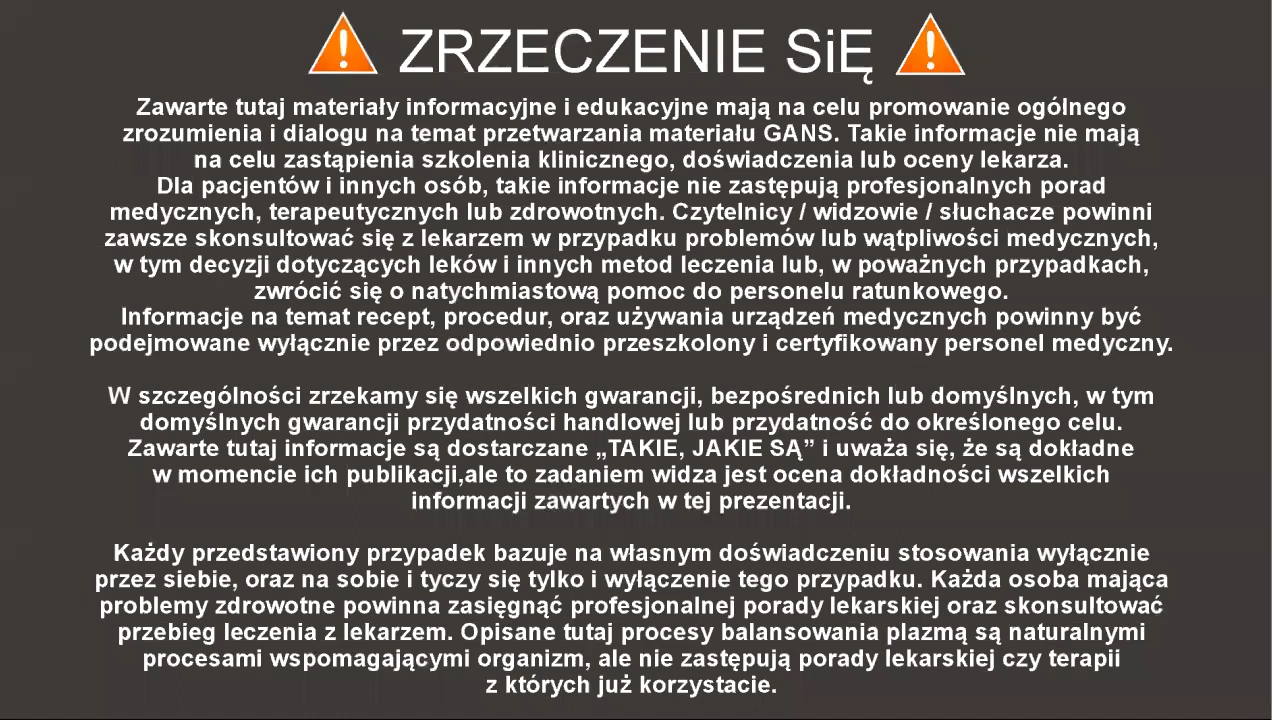 ZRZECZENIE SiĘ
Zawarte tutaj materiały informacyjne i edukacyjne mają na celu promowanie ogólnego
zrozumienia i dialogu na temat przetwarzania materiału GANS. Takie informacje nie mają
na celu zastąpienia szkolenia klinicznego, doświadczenia lub oceny lekarza.
Dla pacjentów i innych osób, takie informacje nie zastępują profesjonalnych porad
medycznych, terapeutycznych lub zdrowotnych. Czytelnicy / widzowie / słuchacze powinni
zawsze skonsultować się z lekarzem w przypadku problemów lub wątpliwości medycznych,
w tym decyzji dotyczących leków i innych metod leczenia lub, w poważnych przypadkach,
zwrócić się o natychmiastową pomoc do personelu ratunkowego.
Informacje na temat recept, procedur, oraz używania urządzeń medycznych powinny być
podejmowane wyłącznie przez odpowiednio przeszkolony i certyfikowany personel medyczny.
W szczególności zrzekamy się wszelkich gwarancji, bezpośrednich lub domyślnych, w tym
domyślnych gwarancji przydatności handlowej lub przydatność do określonego celu.
Zawarte tutaj informacje są dostarczane „TAKIE, JAKIE SĄ” i uważa się, że są dokładne
w momencie ich publikacji,ale to zadaniem widza jest ocena dokładności wszelkich
informacji zawartych w tej prezentacji.
Każdy przedstawiony przypadek bazuje na własnym doświadczeniu stosowania wyłącznie
przez siebie, oraz na sobie i tyczy się tylko i wyłączenie tego przypadku. Każda osoba mająca
problemy zdrowotne powinna zasięgnąć profesjonalnej porady lekarskiej oraz skonsultować
przebieg leczenia z lekarzem. Opisane tutaj procesy balansowania plazmą są naturalnymi
procesami wspomagającymi organizm, ale nie zastępują porady lekarskiej czy terapii
z których już korzystacie.